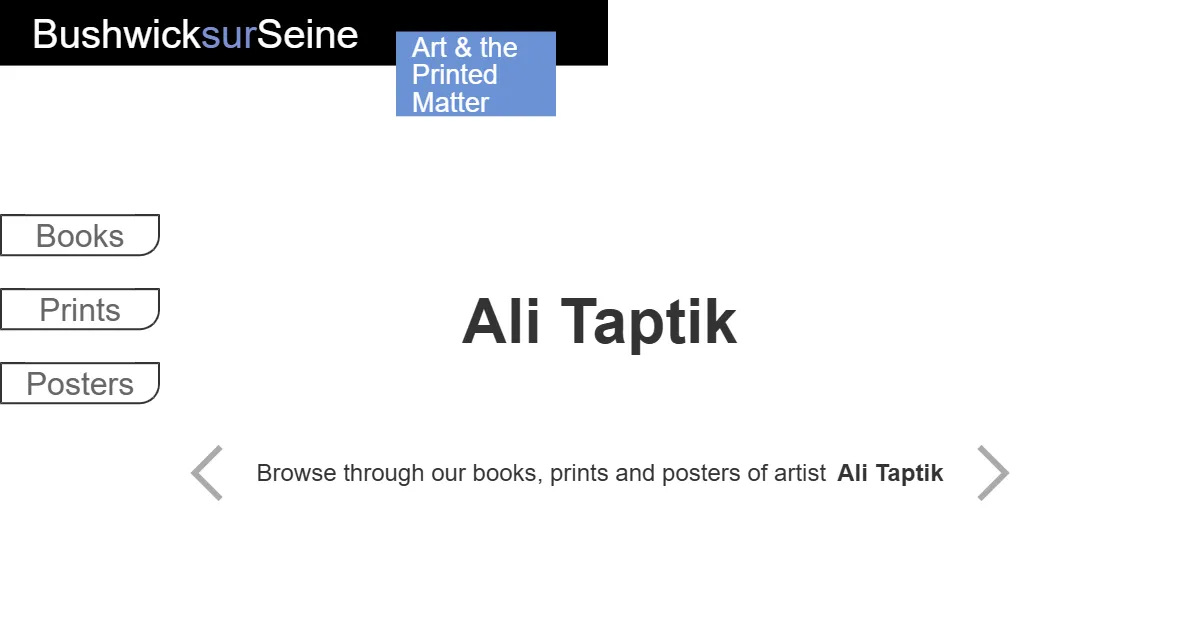 BushwicksurSeine
Art & the
Printed
Matter
Books
Prints
Posters
Ali Taptik
Browse through our books, prints and posters of artist Ali Taptik